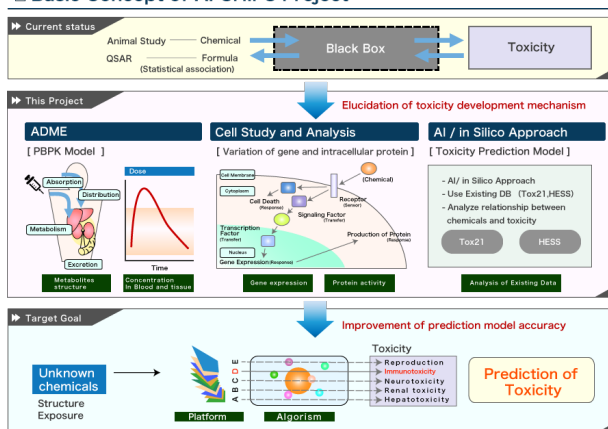 Current status
Animal Study
Chemical
QSAR
Formula
(Statistical association)
Black Box
Toxicity
This Project
Elucidation of toxicity development mechanism
ADME
[ PBPK Model ]
Absorption
Distribution
Metabolism
Excretion
Dose
Time
Metabolites
structure
Concentration
In Blood and tissue
Cell Study and Analysis
[ Variation of gene and intracellular protein ]
Cell Membrane
Cytoplasm
(Chemical)
Cell Death
(Response)
Receptor
(Sensor)
Signaling Factor
(Transfer)
Transcription
Factor
(Transfer)
Production of Protein
(Response)
Nucleus
Gene Expression
(Response)
Gene expression
Protein activity
AI / in Silico Approach
[ Toxicity Prediction Model ]
- AI/ in Silico Approach
- Use Existing DB (Tox21,HESS)
- Analyze relationship between
chemicals and toxicity
Tox21
HESS
Analysis of Existing Data
Target Goal
Improvement of prediction model accuracy
Unknown
chemicals
Structure
Exposure
Platform
A B C D E
Algorism
Toxicity
Reproduction
Immunotoxicity
Neurotoxicity
Renal toxicity
Hepatotoxicity
Prediction of
Toxicity